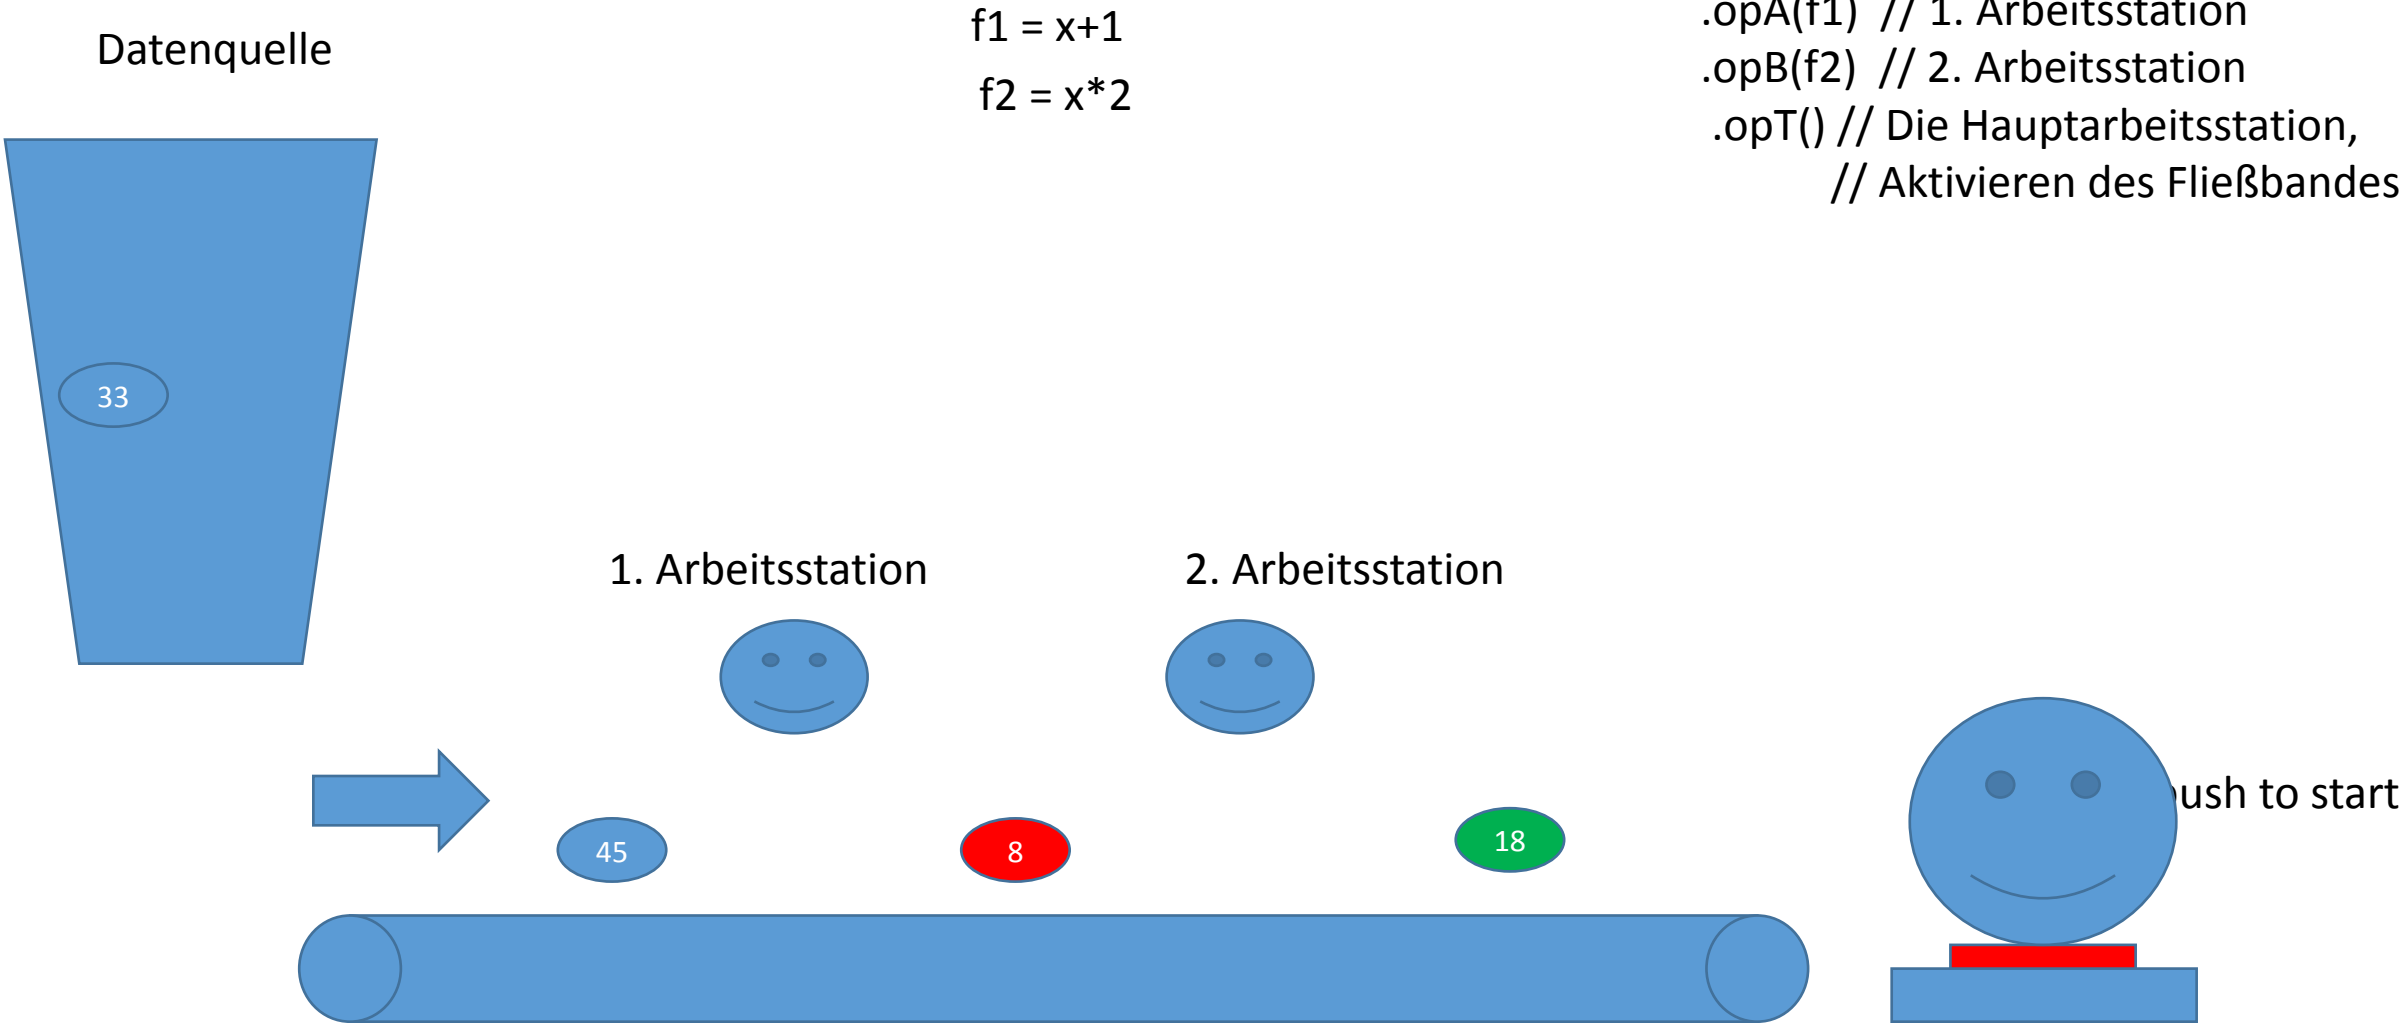 Datenquelle
f1 = x+1
f2 = x*2
.opA(f1) // 1. Arbeitsstation
.opB(f2) // 2. Arbeitsstation
.opT() // Die Hauptarbeitsstation,
// Aktivieren des Fließbandes
33
1. Arbeitsstation
2. Arbeitsstation
push to start
45
8
18